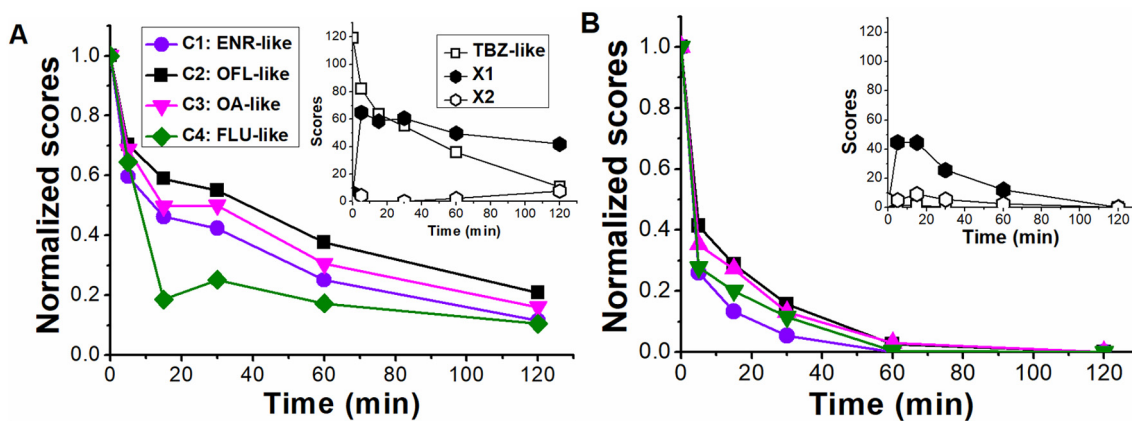 A
C1: ENR-like
C2: OFL-like
C3: OA-like
C4: FLU-like
Normalized scores
1.0
0.8
0.6
0.4
0.2
0.0
0 20 40 60 80 100 120
Time (min)
TBZ-like
X1
X2
Scores
120
100
80
60
40
20
0
0 20 40 60 80 100 120
Time (min)
B
Normalized scores
1.0
0.8
0.6
0.4
0.2
0.0
0 20 40 60 80 100 120
Time (min)
Scores
120
100
80
60
40
20
0
0 20 40 60 80 100 120
Time (min)